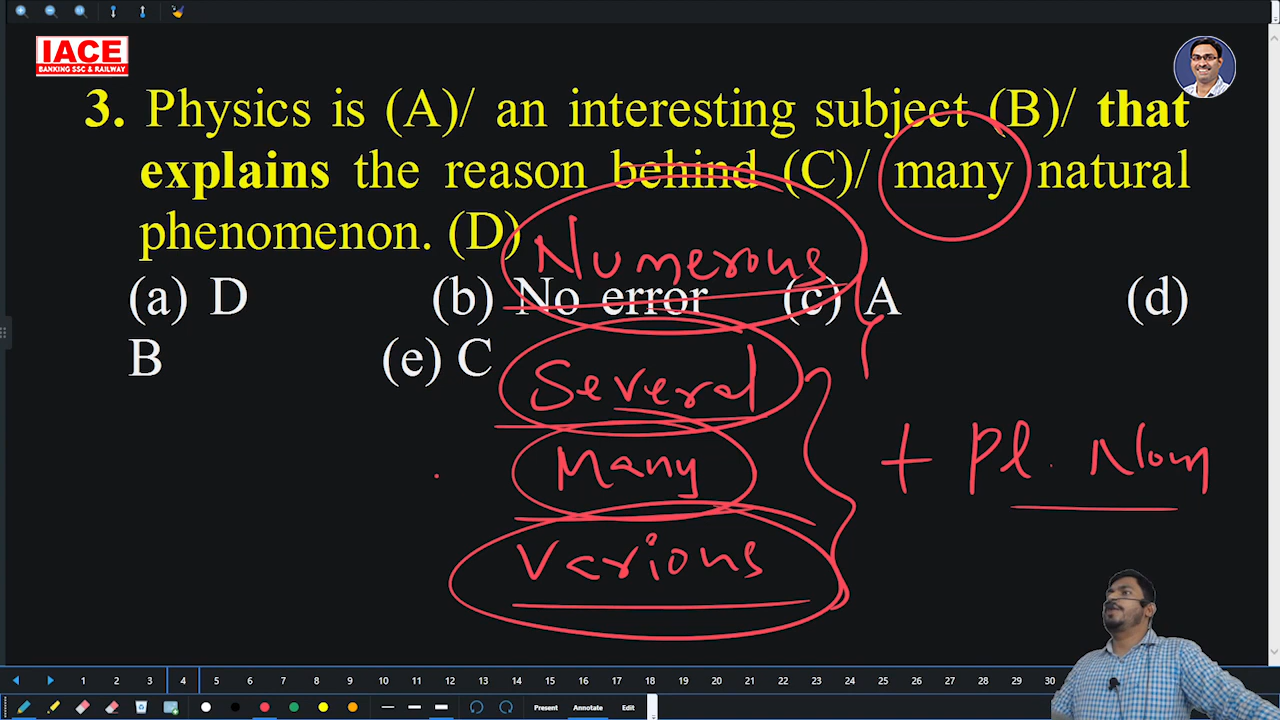 IACE
BANKING SSC & RAILWAY
3. Physics is (A)/ an interesting subject (B)/ that
explains the reason behind (C)/ many natural
phenomenon. (D)
Numerous
(a) D (b) No error (c) A (d)
B (e) C
Several
Many
Various
+ Pl. Noun
1 2 3 4 5 6 7 8 9 10 11 12 13 14 15 16 17 18 19 20 21 22 23 24 25 26 27 28 29 30
Present Annotate Edit